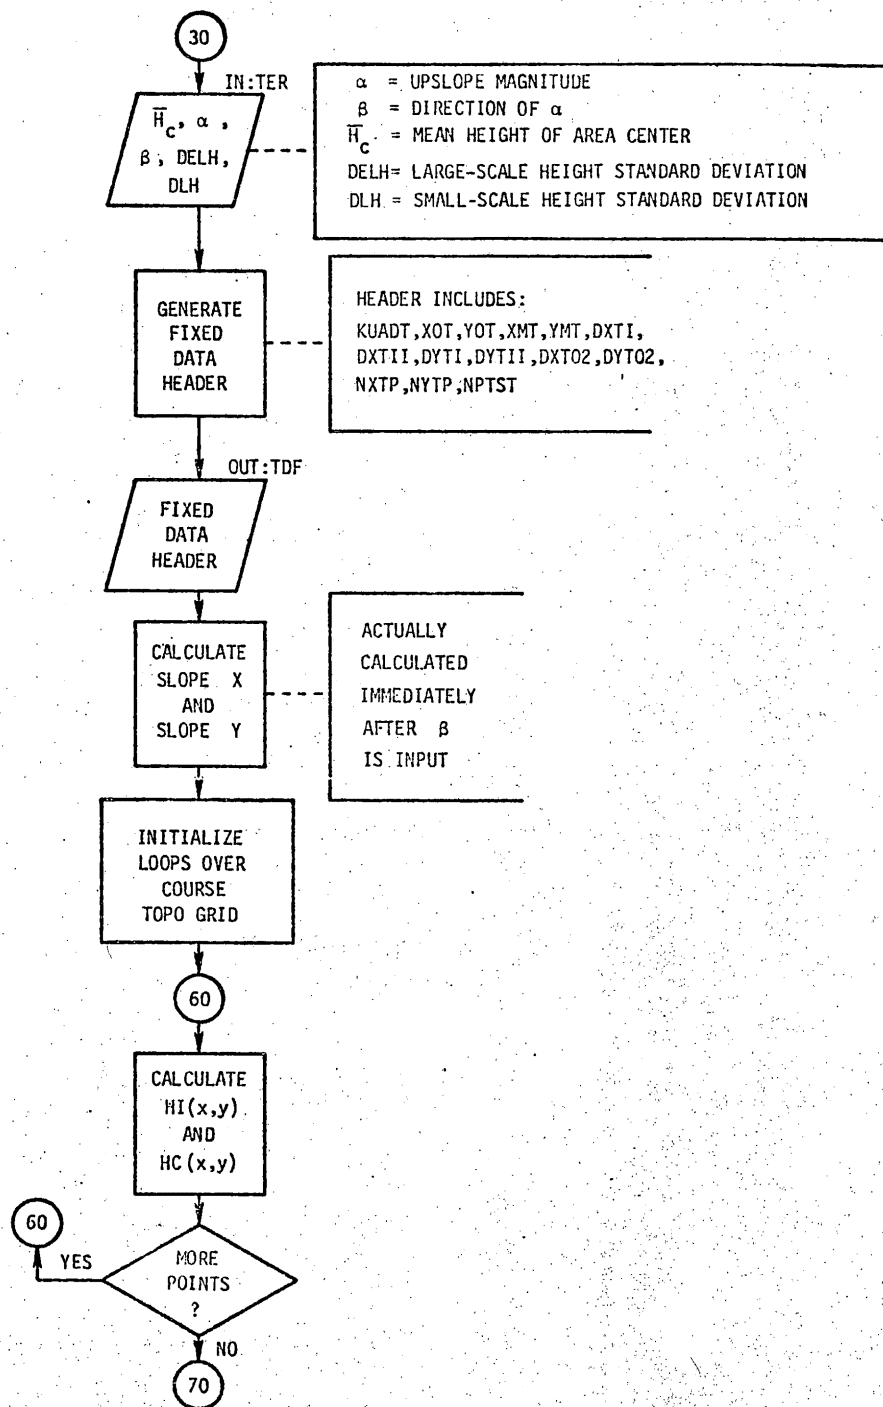 30
IN:TER
H̅c, α ,
β, DELH,
DLH
α = UPSLOPE MAGNITUDE
β = DIRECTION OF α
H̅c = MEAN HEIGHT OF AREA CENTER
DELH= LARGE-SCALE HEIGHT STANDARD DEVIATION
DLH = SMALL-SCALE HEIGHT STANDARD DEVIATION
GENERATE
FIXED
DATA
HEADER
HEADER INCLUDES:
KUADT,XOT,YOT,XMT,YMT,DXTI,
DXTII,DYTI,DYTII,DXTO2,DYTO2,
NXTP,NYTP,NPTST
OUT:TDF
FIXED
DATA
HEADER
CALCULATE
SLOPE X
AND
SLOPE Y
ACTUALLY
CALCULATED
IMMEDIATELY
AFTER β
IS INPUT
INITIALIZE
LOOPS OVER
COURSE
TOPO GRID
60
CALCULATE
HI(x,y)
AND
HC(x,y)
60
YES
MORE
POINTS
?
NO
70